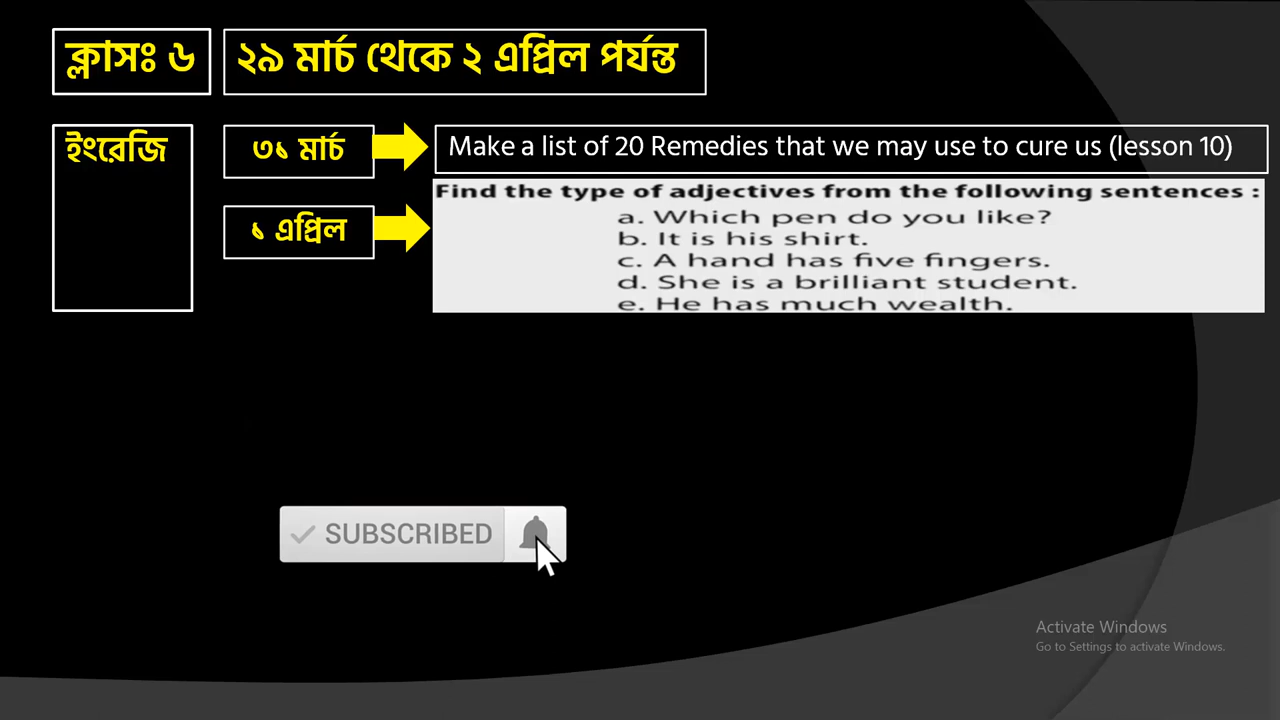 ক্লাসঃ ৬
২৯ মার্চ থেকে ২ এপ্রিল পর্যন্ত
ইংরেজি
৩১ মার্চ
Make a list of 20 Remedies that we may use to cure us (lesson 10)
১ এপ্রিল
Find the type of adjectives from the following sentences :
a. Which pen do you like?
b. It is his shirt.
c. A hand has five fingers.
d. She is a brilliant student.
e. He has much wealth.
SUBSCRIBED
Activate Windows
Go to Settings to activate Windows.